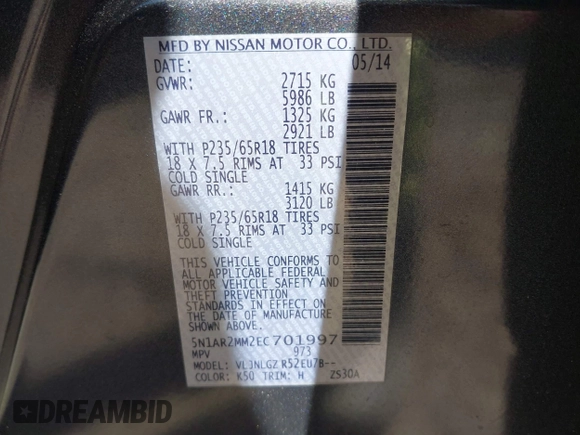 MFD BY NISSAN MOTOR CO., LTD.
DATE: 05/14
GVWR: 2715 KG
5986 LB
GAWR FR.: 1325 KG
2921 LB
WITH P235/65R18 TIRES
18 X 7.5 RIMS AT 33 PSI
COLD SINGLE
GAWR RR.: 1415 KG
3120 LB
WITH P235/65R18 TIRES
18 X 7.5 RIMS AT 33 PSI
COLD SINGLE
THIS VEHICLE CONFORMS TO
ALL APPLICABLE FEDERAL
MOTOR VEHICLE SAFETY AND
THEFT PREVENTION
STANDARDS IN EFFECT ON
THE DATE OF MANUFACTURE
SHOWN ABOVE.
5N1AR2MM2EC701997
MPV 973
MODEL: VLJNLGZ R52EU7B--
COLOR: K50 TRIM: H ZS30A
DREAMBID